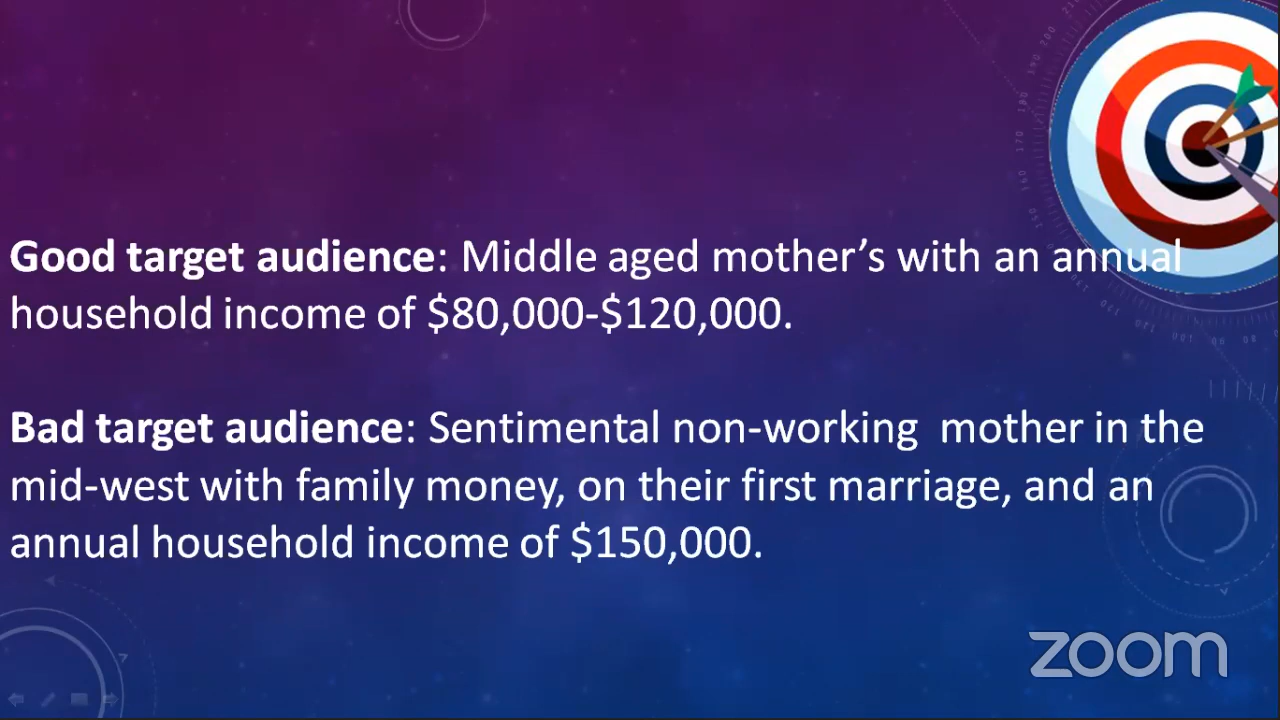 Good target audience: Middle aged mother’s with an annual
household income of $80,000-$120,000.
Bad target audience: Sentimental non-working  mother in the
mid-west with family money, on their first marriage, and an
annual household income of $150,000.
zoom